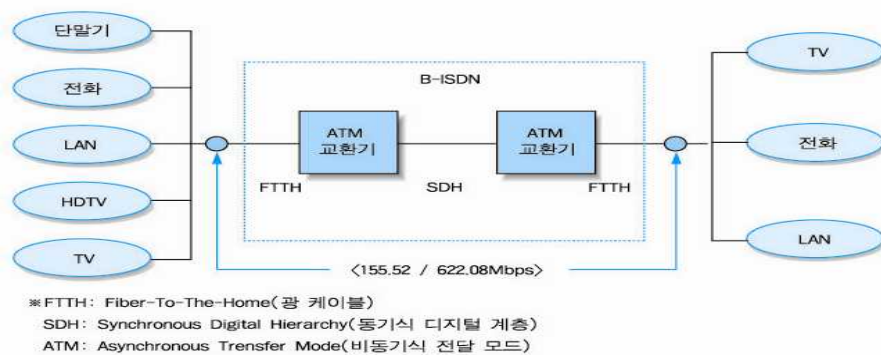 단말기
전화
LAN
HDTV
TV
B-ISDN
ATM
교환기
ATM
교환기
FTTH
SDH
FTTH
TV
전화
LAN
<155.52 / 622.08Mbps>
※FTTH: Fiber-To-The-Home(광 케이블)
SDH: Synchronous Digital Hierarchy(동기식 디지털 계층)
ATM: Asynchronous Trensfer Mode(비동기식 전달 모드)